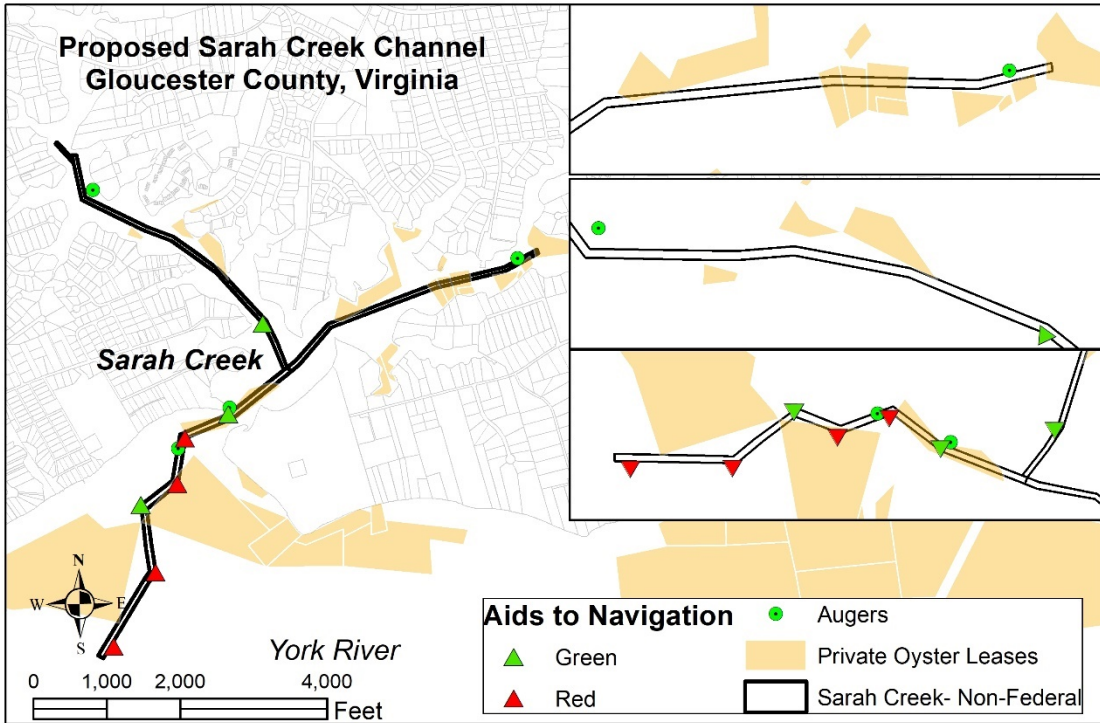 Proposed Sarah Creek Channel
Gloucester County, Virginia
Sarah Creek
N
W E
S
York River
0 1,000 2,000 4,000
Feet
Aids to Navigation
Green
Red
Augers
Private Oyster Leases
Sarah Creek- Non-Federal